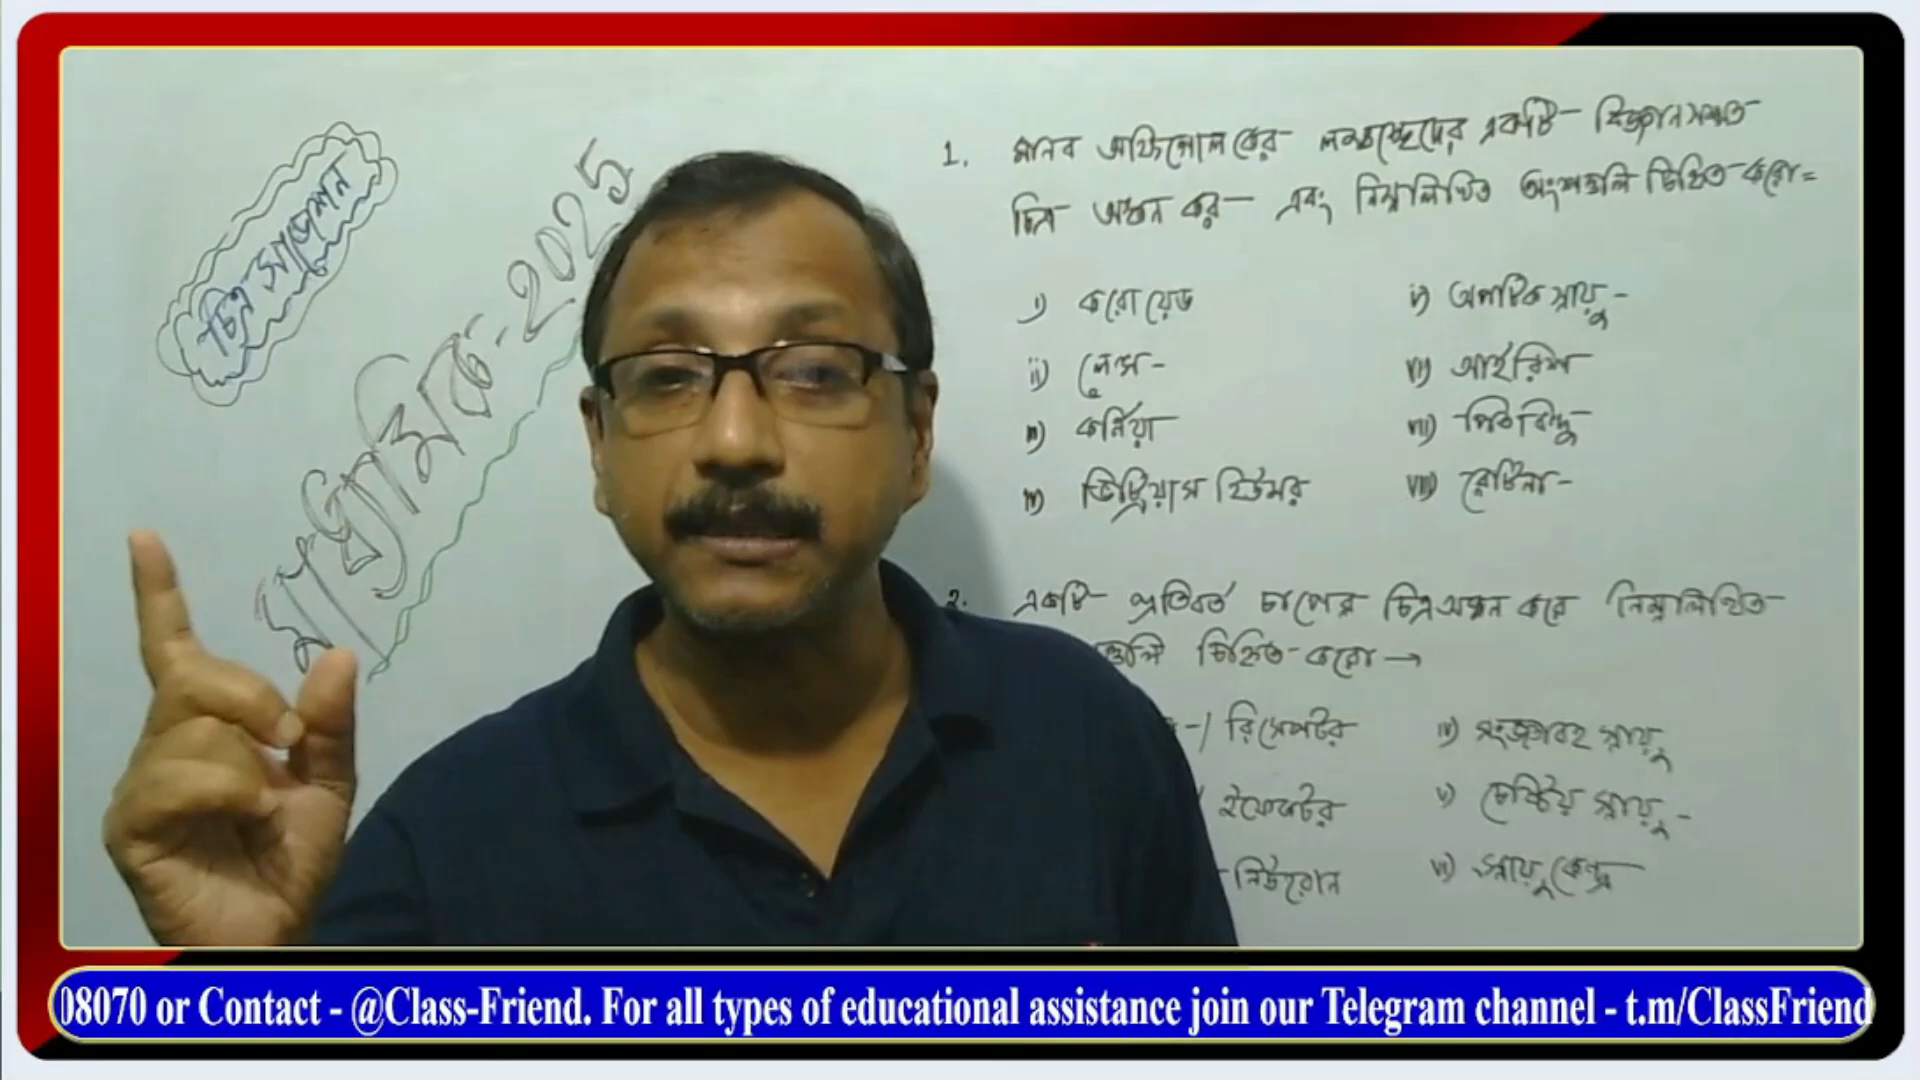 চিত্র সাজেশন
মাধ্যমিক-2025
1. মানব অক্ষিগোলকের লম্বচ্ছেদের একটি বিজ্ঞানসম্মত
চিত্র অঙ্কন কর এবং নিম্নলিখিত অংশগুলি চিহ্নিত করো=
i) করোয়েড
ii) লেন্স-
iii) কর্নিয়া
iv) ভিট্রিয়াস হিউমর
v) অপটিক স্নায়ু-
vi) আইরিশ
vii) পিতবিন্দু
viii) রেটিনা-
2. একটি প্রতিবর্ত চাপের চিত্র অঙ্কন করে নিম্নলিখিত
গুলি চিহ্নিত করো→
রিসেপটর
ইফেক্টর
নিউরোন
iv) সংজ্ঞাবহ স্নায়ু
v) চেষ্টিয় স্নায়ু-
vi) স্নায়ুকেন্দ্র
08070 or Contact - @Class-Friend. For all types of educational assistance join our Telegram channel - t.m/ClassFriend